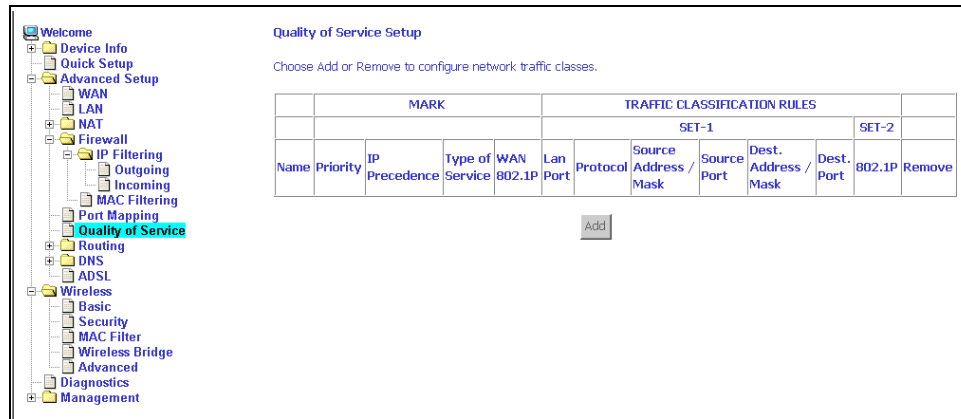 Welcome
Device Info
Quick Setup
Advanced Setup
WAN
LAN
NAT
Firewall
IP Filtering
Outgoing
Incoming
MAC Filtering
Port Mapping
Quality of Service
Routing
DNS
ADSL
Wireless
Basic
Security
MAC Filter
Wireless Bridge
Advanced
Diagnostics
Management
Quality of Service Setup
Choose Add or Remove to configure network traffic classes.
MARK TRAFFIC CLASSIFICATION RULES
SET-1 SET-2
Name Priority IP Precedence Type of Service WAN 802.1P Lan Port Protocol Source Address / Mask Source Port Dest. Address / Mask Dest. Port 802.1P Remove
Add